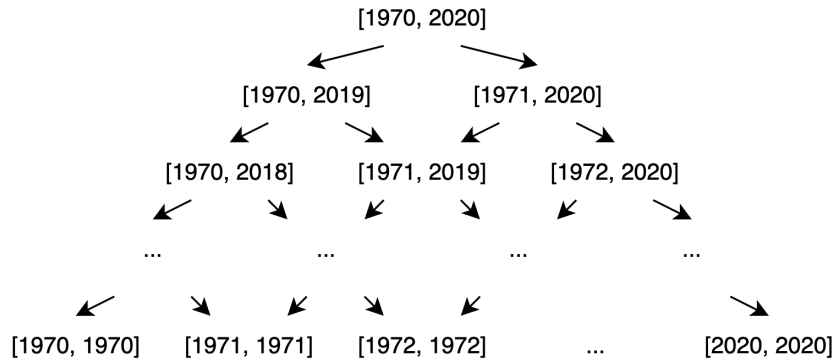 [1970, 2020]
[1970, 2019] [1971, 2020]
[1970, 2018] [1971, 2019] [1972, 2020]
... ... ... ...
[1970, 1970] [1971, 1971] [1972, 1972] ... [2020, 2020]